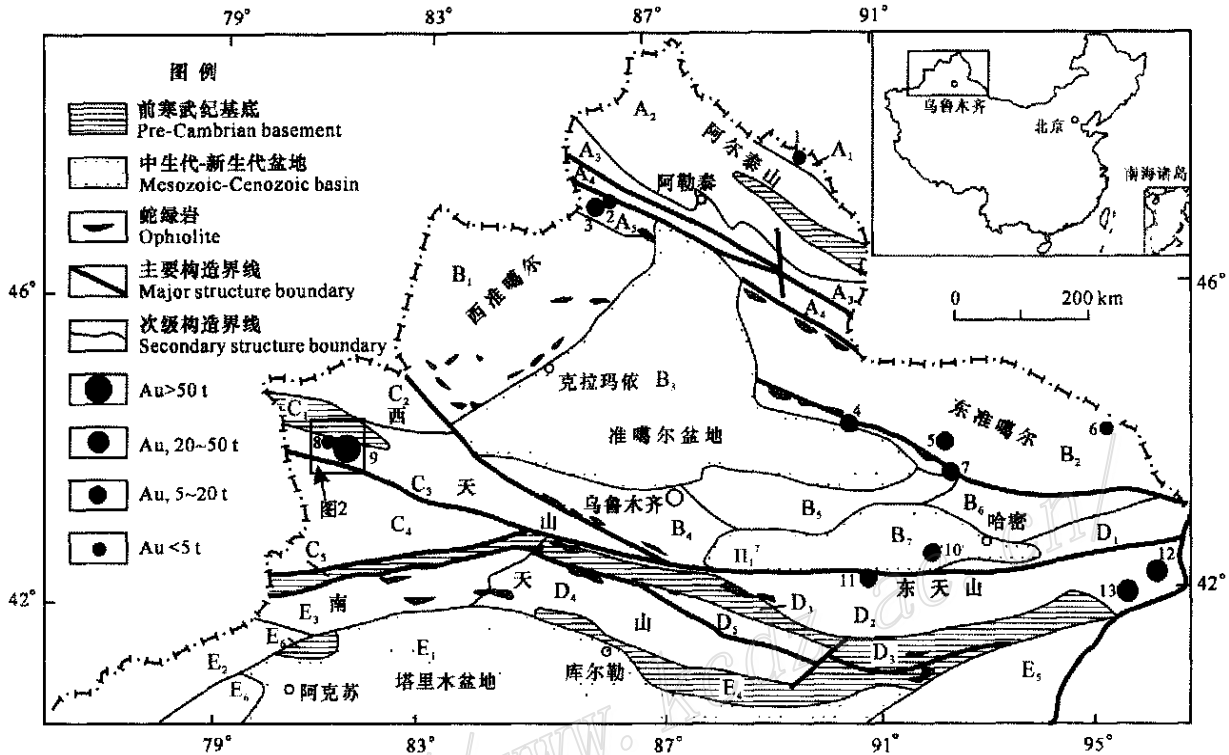 79°
83°
87°
91°
图例
前寒武纪基底
Pre-Cambrian basement
中生代-新生代盆地
Mesozoic-Cenozoic basin
蛇绿岩
Ophiolite
主要构造界线
Major structure boundary
次级构造界线
Secondary structure boundary
Au>50 t
Au, 20~50 t
Au, 5~20 t
Au <5 t
乌鲁木齐
北京
南海诸岛
0 200 km
46°
46°
42°
42°
A2
1
A1
阿尔泰山
A3
A4
阿勒泰
2
3
A5
A3
A4
B1
西准噶尔
克拉玛依
B3
准噶尔盆地
4
东准噶尔
5
6
7
B2
C2
西
8
9
图2
C3
天
乌鲁木齐
B5
B6
哈密
C4
山
B4
II1 7
B7
10
D1
C5
11
东天山
12
13
南
天
D4
D3
D2
E3
山
D5
D3
E6
E2
E1
E5
E6
阿克苏
塔里木盆地
库尔勒
E4
79°
83°
87°
91°
95°